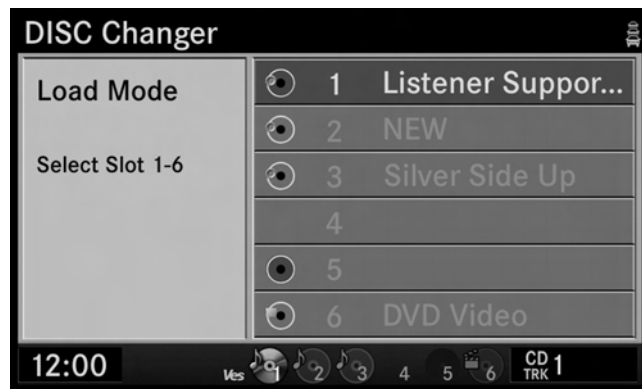 DISC Changer
Load Mode
Select Slot 1-6
1 Listener Suppor...
2 NEW
3 Silver Side Up
4
5
6 DVD Video
12:00 Ves 1 2 3 4 5 6 CD TRK 1